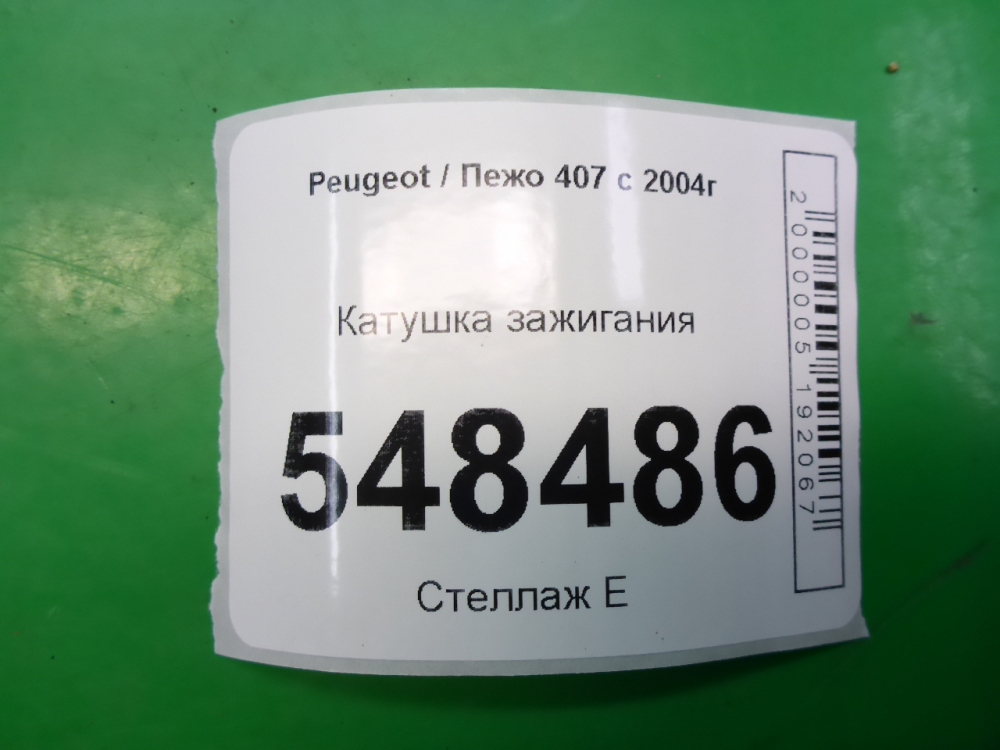 Peugeot / Пежо 407 с 2004г
Катушка зажигания
548486
Стеллаж Е
2000005192067